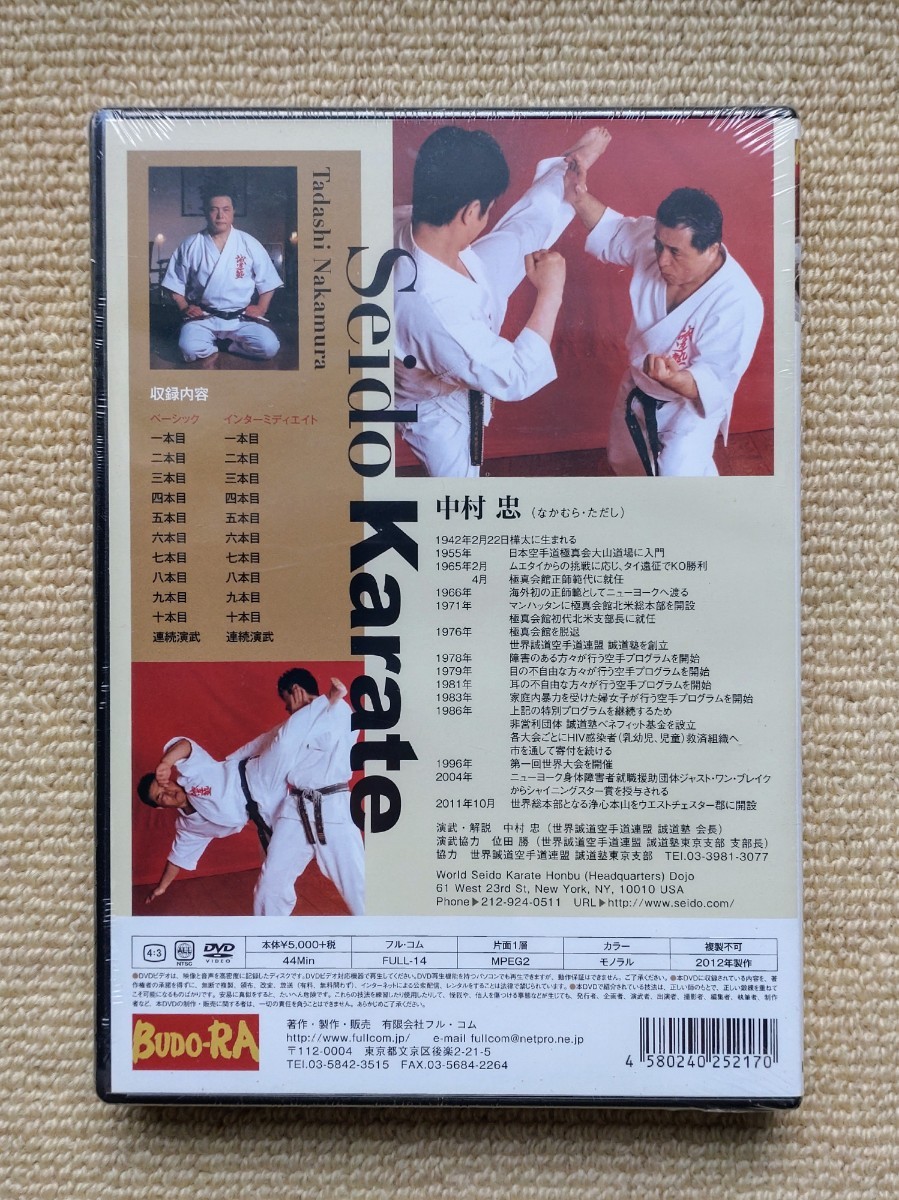 Tadashi Nakamura
Seido Karate
収録内容
ベーシック インターミディエイト
一本目 一本目
二本目 二本目
三本目 三本目
四本目 四本目
五本目 五本目
六本目 六本目
七本目 七本目
八本目 八本目
九本目 九本目
十本目 十本目
連続演武 連続演武
中村 忠 (なかむら・ただし)
1942年2月22日樺太に生まれる
1955年 日本空手道極真会大山道場に入門
1965年2月 ムエタイからの挑戦に応じ、タイ遠征でKO勝利
4月 極真会館正師範代に就任
1966年 海外初の正師範としてニューヨークへ渡る
1971年 マンハッタンに極真会館北米総本部を開設
極真会館初代北米支部長に就任
1976年 極真会館を脱退
世界誠道空手道連盟 誠道塾を創立
1978年 障害のある方々が行う空手プログラムを開始
1979年 目の不自由な方々が行う空手プログラムを開始
1981年 耳の不自由な方が行う空手プログラムを開始
1983年 家庭内暴力を受けた婦女子が行う空手プログラムを開始
1986年 上記の特別プログラムを継続するため
非営利団体 誠道塾ベネフィット基金を設立
各大会ごとにHIV感染者(乳幼児、児童)救済組織へ
市を通して寄付を続ける
1996年 第一回世界大会を開催
2004年 ニューヨーク身体障害者就職援助団体ジャスト・ワン・ブレイク
からシャイニングスター賞を授与される
2011年10月 世界総本部となる浄心本山をウエストチェスター郡に開設
演武・解説 中村 忠(世界誠道空手道連盟 誠道塾 会長)
演武協力 位田 勝(世界誠道空手道連盟 誠道塾東京支部 支部長)
協力 世界誠道空手道連盟 誠道塾東京支部 TEL03-3981-3077
World Seido Karate Honbu (Headquarters) Dojo
61 West 23rd St, New York, NY, 10010 USA
Phone▶212-924-0511 URL▶http://www.seido.com/
4:3 ALL NTSC DVD VIDEO
本体¥5,000+税 フル・コム 片面1層 カラー 複製不可
44Min FULL-14 MPEG2 モノラル 2012年製作
BUDO-RA
著作・製作・販売 有限会社フル・コム
http://www.fullcom.jp/ e-mail fullcom@netpro.ne.jp
〒112-0004 東京都文京区後楽2-21-5
TEL.03-5842-3515 FAX.03-5684-2264
4 580240 252170